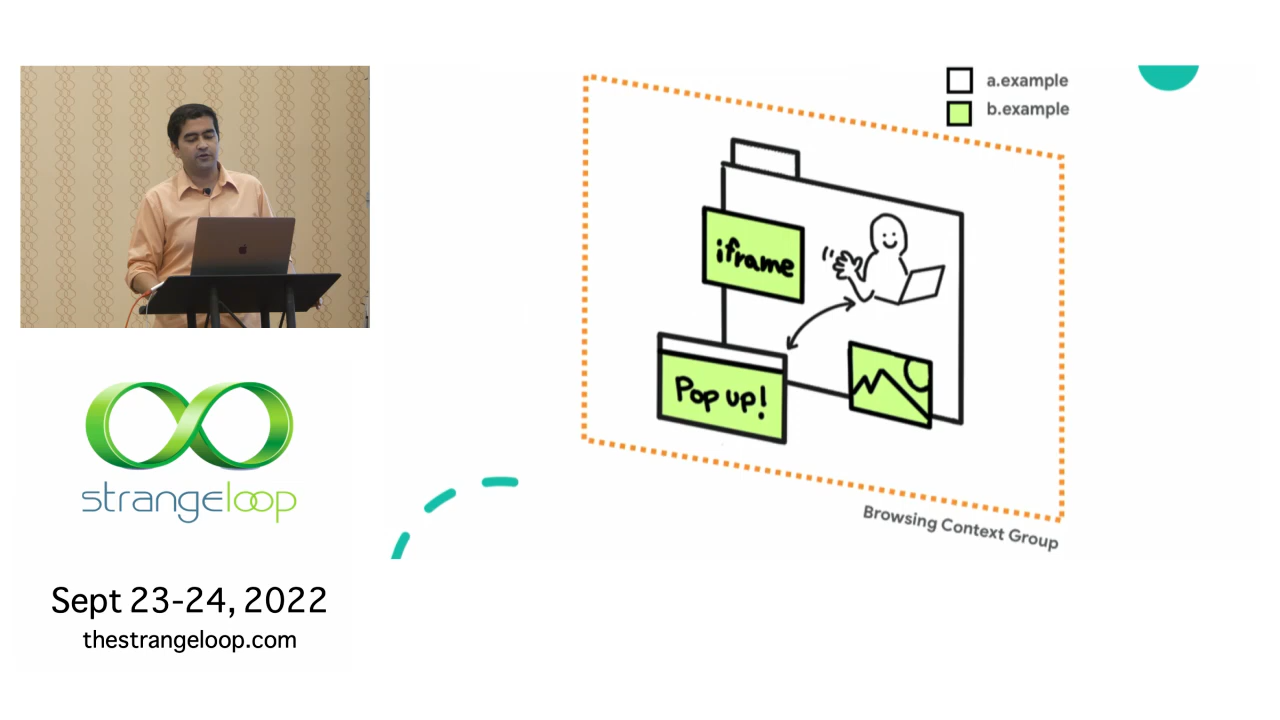 strangeloop
Sept 23-24, 2022
thestrangeloop.com
a.example
b.example
iframe
Pop up!
Browsing Context Group